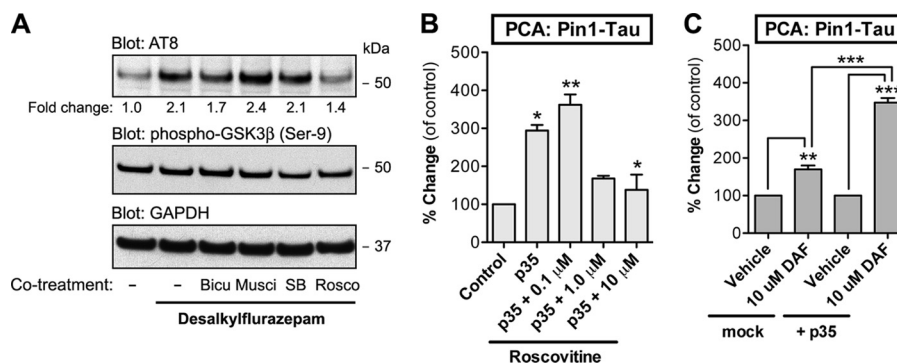 A
Blot: AT8
kDa
– 50
Fold change: 1.0 2.1 1.7 2.4 2.1 1.4
Blot: phospho-GSK3β (Ser-9)
– 50
Blot: GAPDH
– 37
Co-treatment: – – Bicu Musci SB Rosco
Desalkylflurazepam
B
PCA: Pin1-Tau
% Change (of control)
500
400
300
200
100
0
*
**
*
Control
p35
p35 + 0.1 μM
p35 + 1.0 μM
p35 + 10 μM
Roscovitine
C
PCA: Pin1-Tau
% Change (of control)
500
400
300
200
100
0
**
***
***
Vehicle
10 uM DAF
Vehicle
10 uM DAF
mock
+ p35